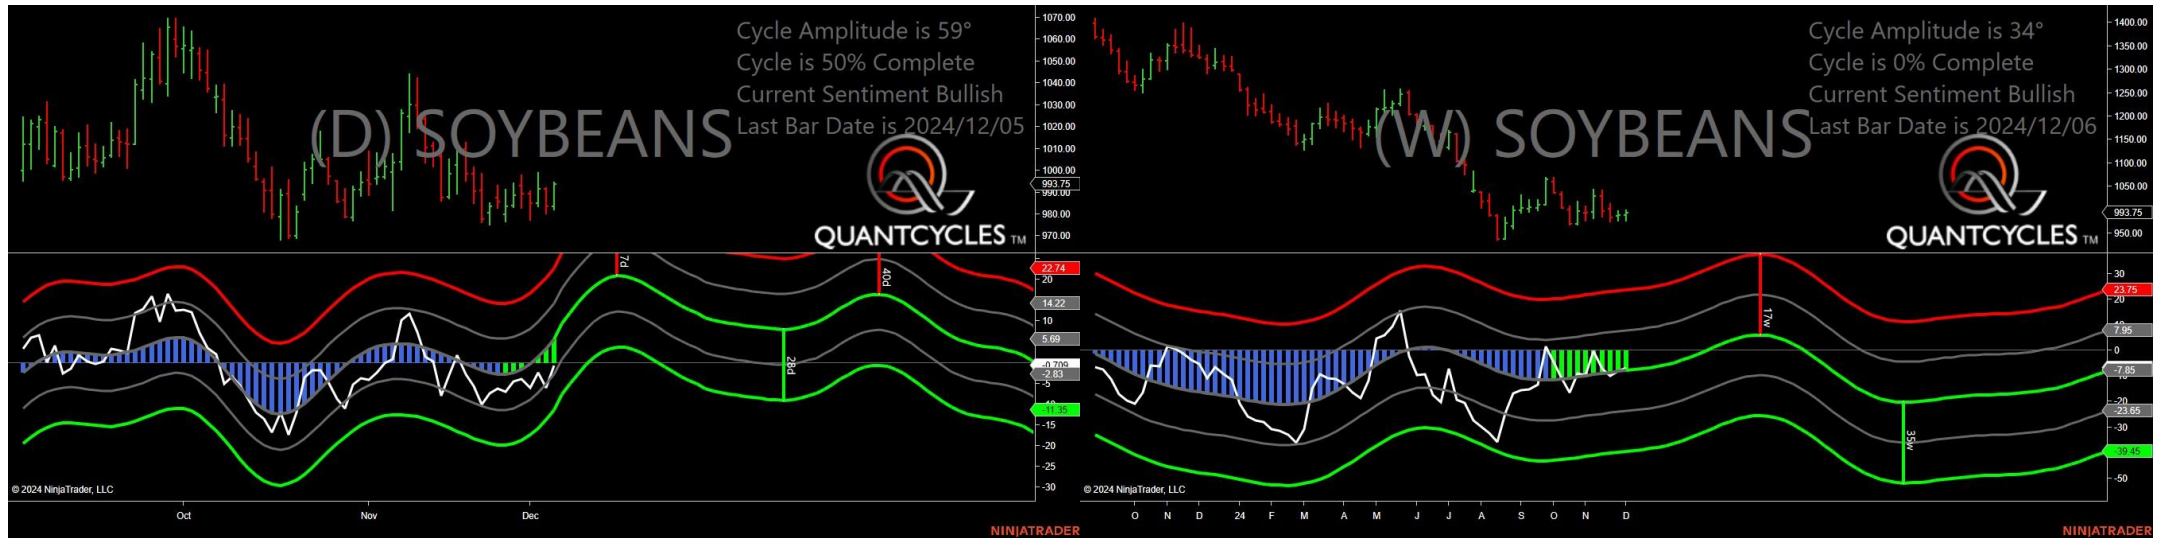 Cycle Amplitude is 59°
Cycle is 50% Complete
Current Sentiment Bullish
Last Bar Date is 2024/12/05
(D) SOYBEANS
QUANTCYCLES TM
1070.00
1060.00
1050.00
1040.00
1030.00
1020.00
1010.00
1000.00
993.75
990.00
980.00
970.00
7d
40d
28d
22.74
20
14.22
10
5.69
-0.709
-2.83
-5
-11.35
-15
-20
-25
-30
© 2024 NinjaTrader, LLC
Oct
Nov
Dec
NINJATRADER
Cycle Amplitude is 34°
Cycle is 0% Complete
Current Sentiment Bullish
Last Bar Date is 2024/12/06
(W) SOYBEANS
QUANTCYCLES TM
1400.00
1350.00
1300.00
1250.00
1200.00
1150.00
1100.00
1050.00
993.75
950.00
17w
35w
30
23.75
20
7.95
0
-7.85
-20
-23.65
-30
-39.45
-50
© 2024 NinjaTrader, LLC
O
N
D
24
F
M
A
M
J
J
A
S
O
N
D
NINJATRADER